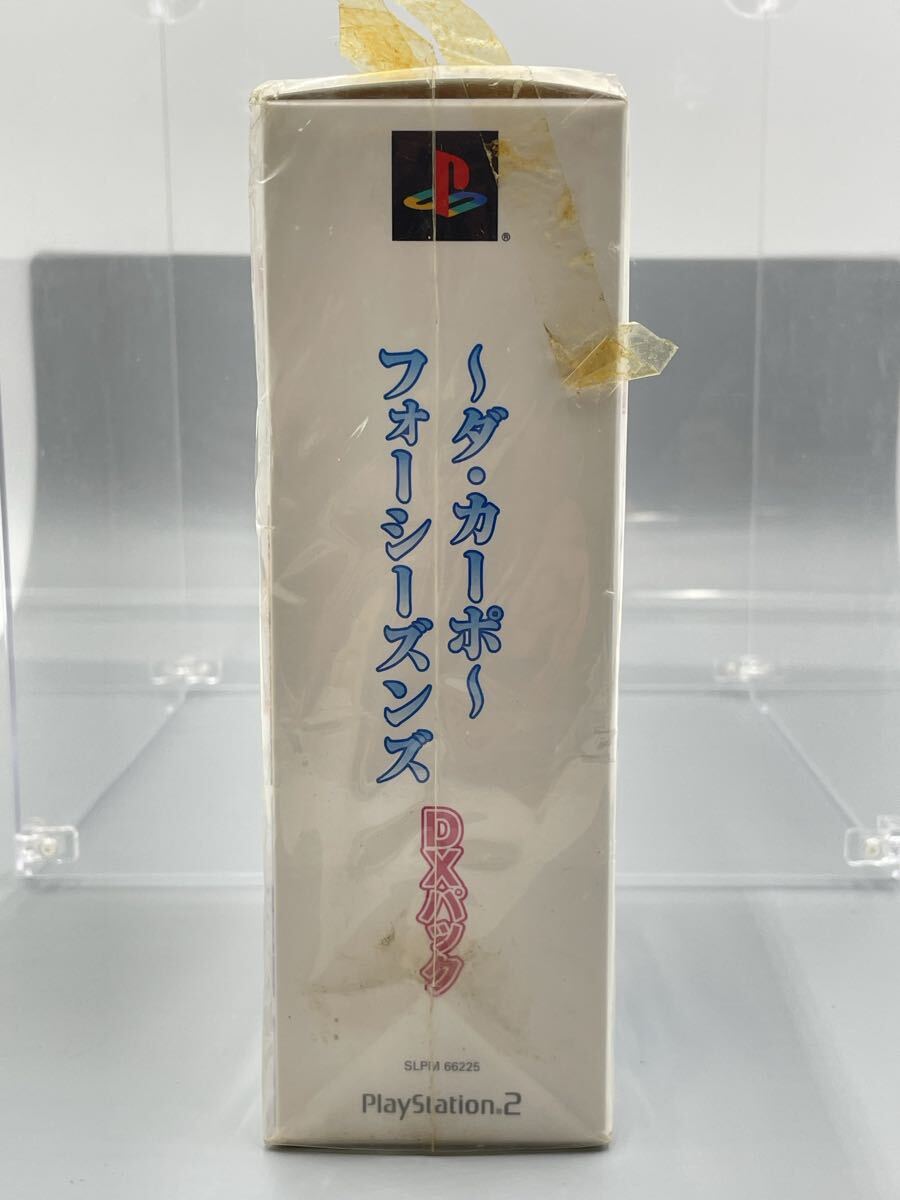 ®
～ダ・カーポ～
フォーシーズンズ
DXパック
SLPM 66225
PlayStation®2